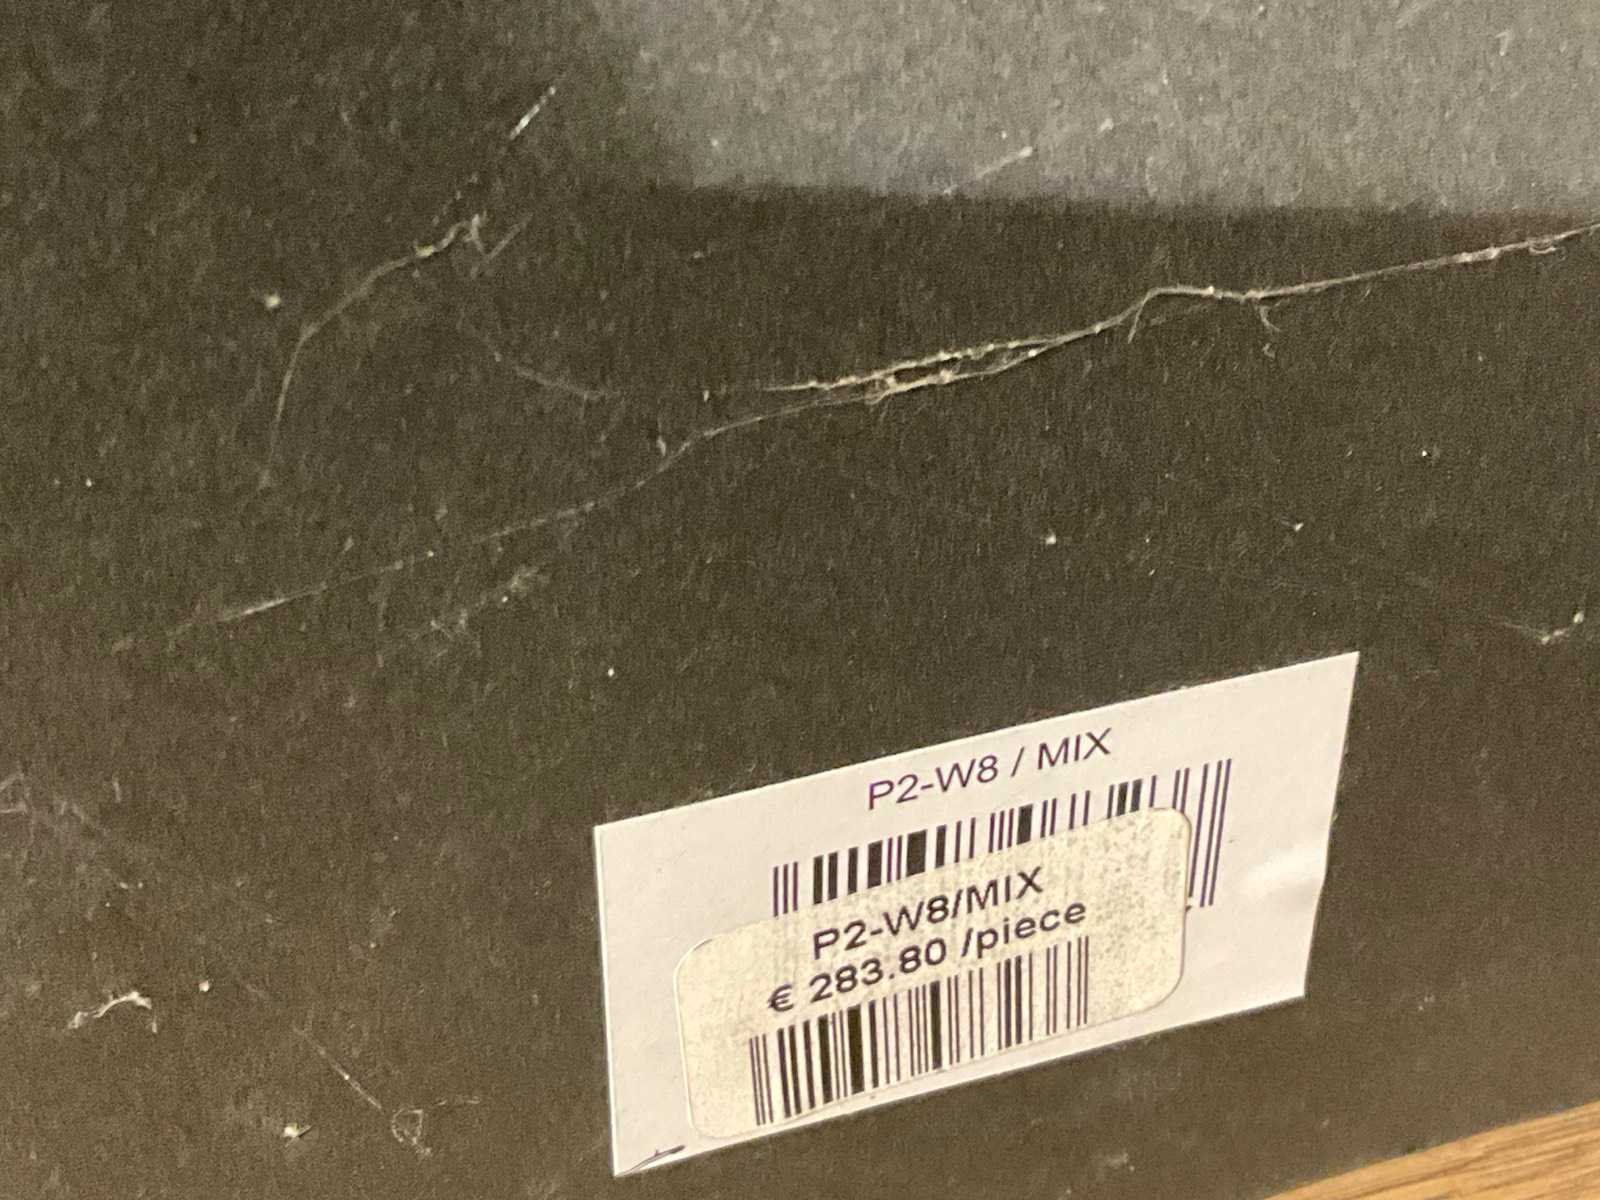 P2-W8 / MIX
P2-W8/MIX
€ 283.80 /piece